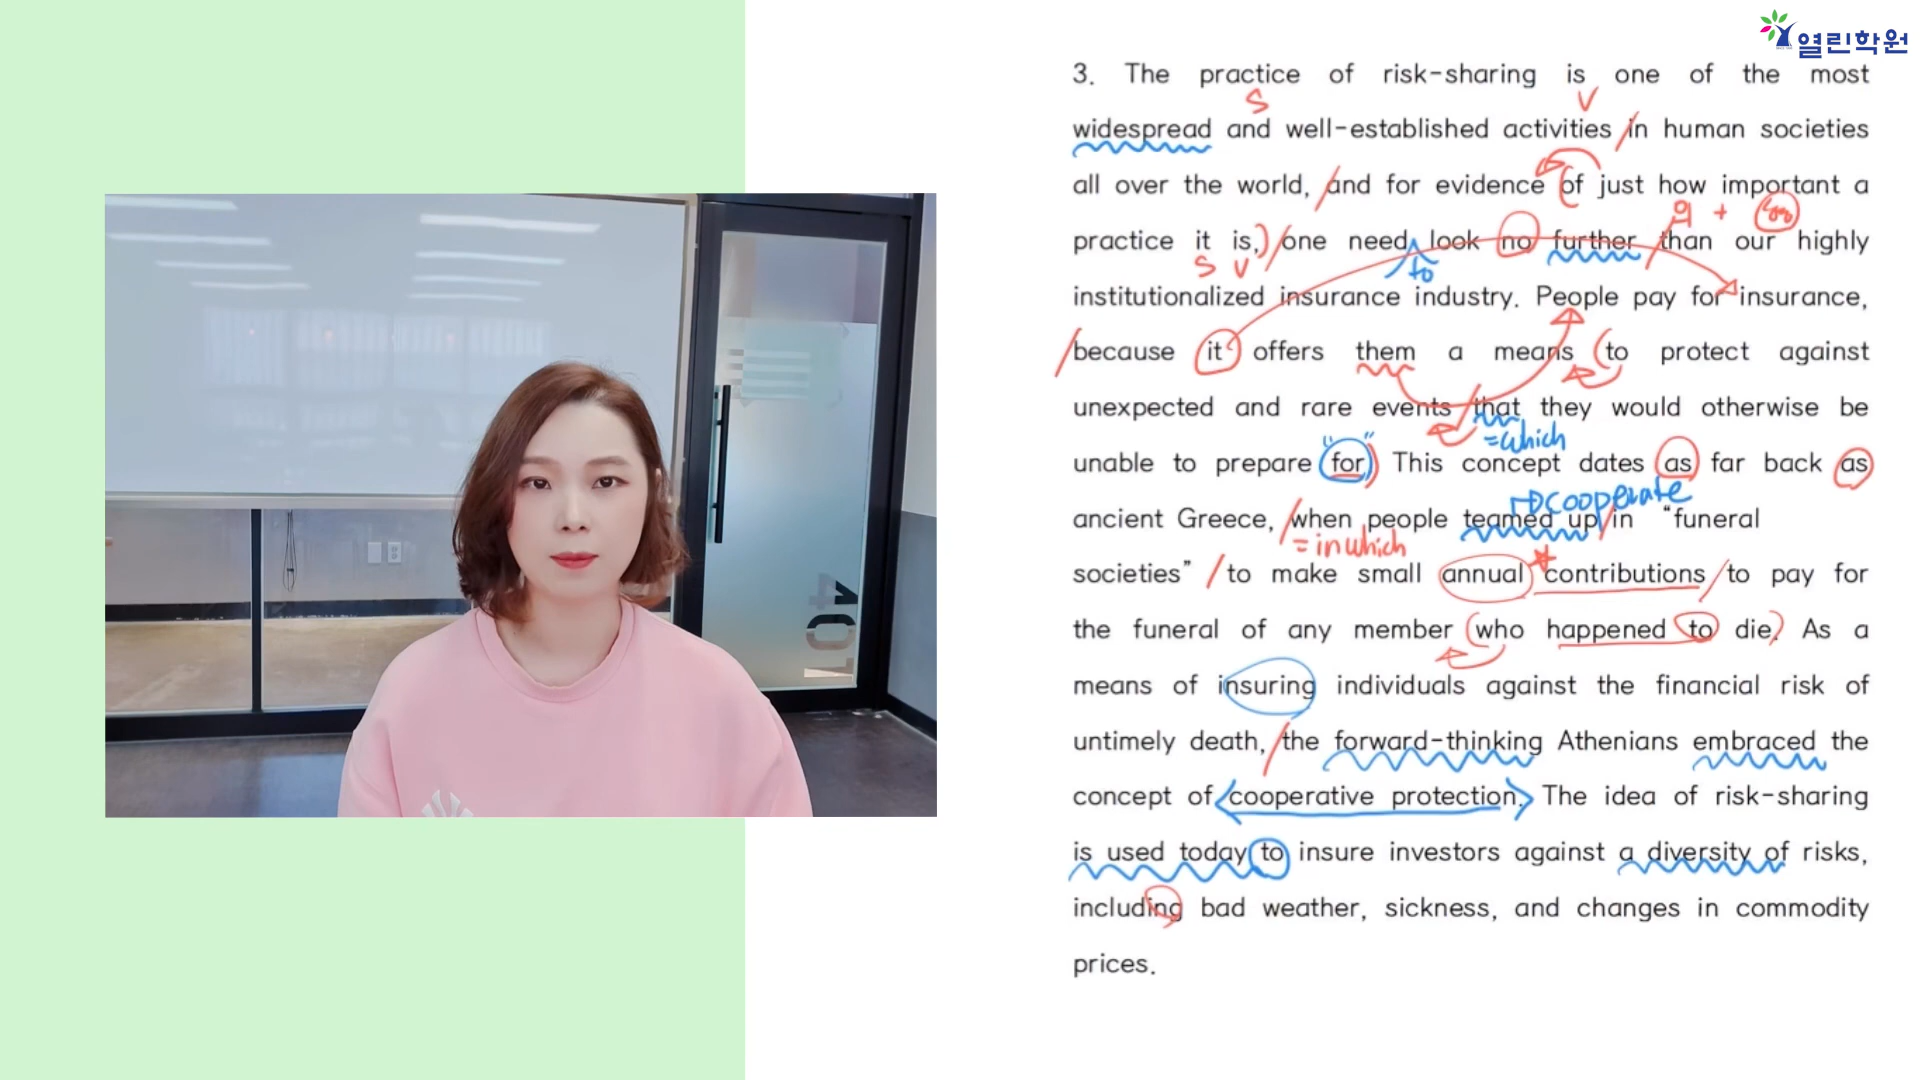 열린학원
3. The practice of risk-sharing is one of the most
S V
widespread and well-established activities in human societies
all over the world, and for evidence of just how important a
practice it is, one need look no further than our highly
S V to
institutionalized insurance industry. People pay for insurance,
because it offers them a means to protect against
unexpected and rare events that they would otherwise be
=which
unable to prepare for. This concept dates as far back as
cooperate
ancient Greece, when people teamed up in “funeral
= in which
societies” to make small annual contributions to pay for
the funeral of any member who happened to die. As a
means of insuring individuals against the financial risk of
untimely death, the forward-thinking Athenians embraced the
concept of cooperative protection. The idea of risk-sharing
is used today to insure investors against a diversity of risks,
including bad weather, sickness, and changes in commodity
prices.
401